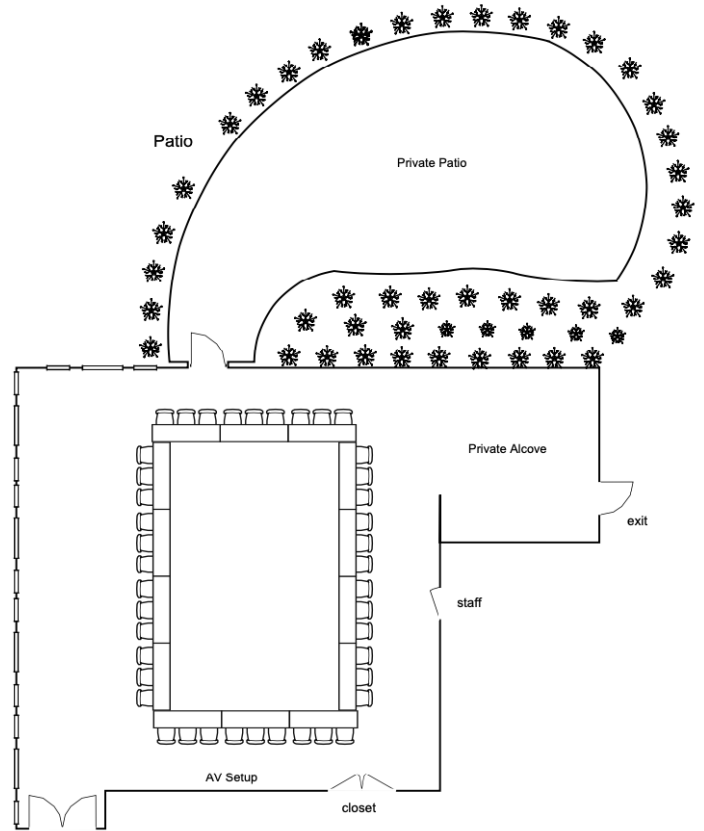 Patio
Private Patio
Private Alcove
exit
staff
AV Setup
closet